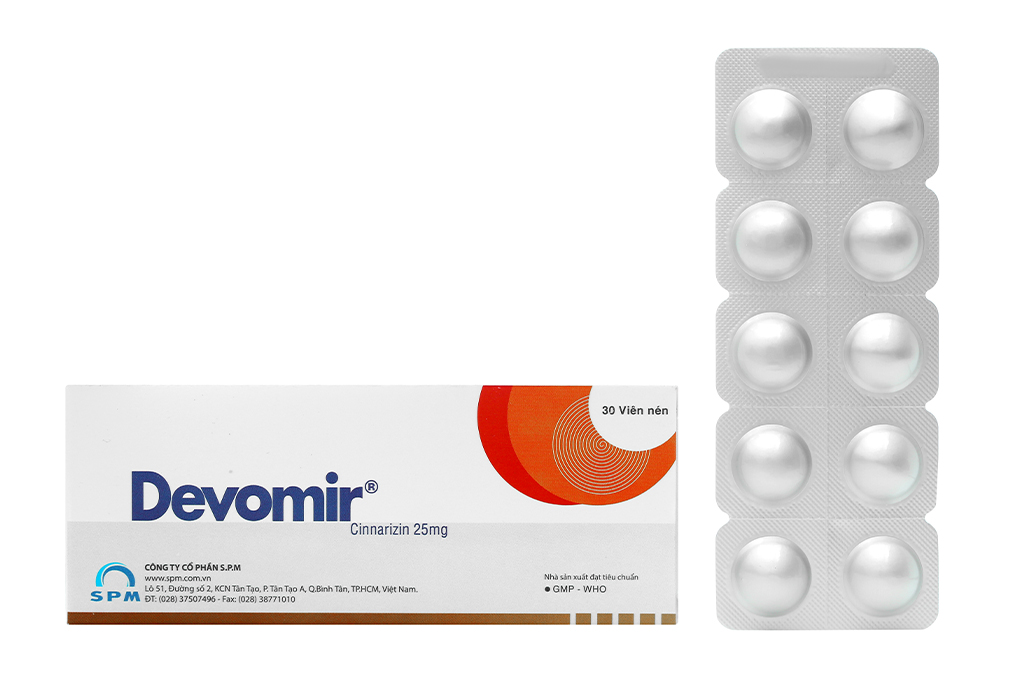 30 Viên nén
Devomir®
Cinnarizin 25mg
SPM
CÔNG TY CỔ PHẦN S.P.M
www.spm.com.vn
Lô 51, Đường số 2, KCN Tân Tạo, P. Tân Tạo A, Q.Bình Tân, TP.HCM, Việt Nam.
ĐT: (028) 37507496 - Fax: (028) 38771010
Nhà sản xuất đạt tiêu chuẩn
● GMP - WHO